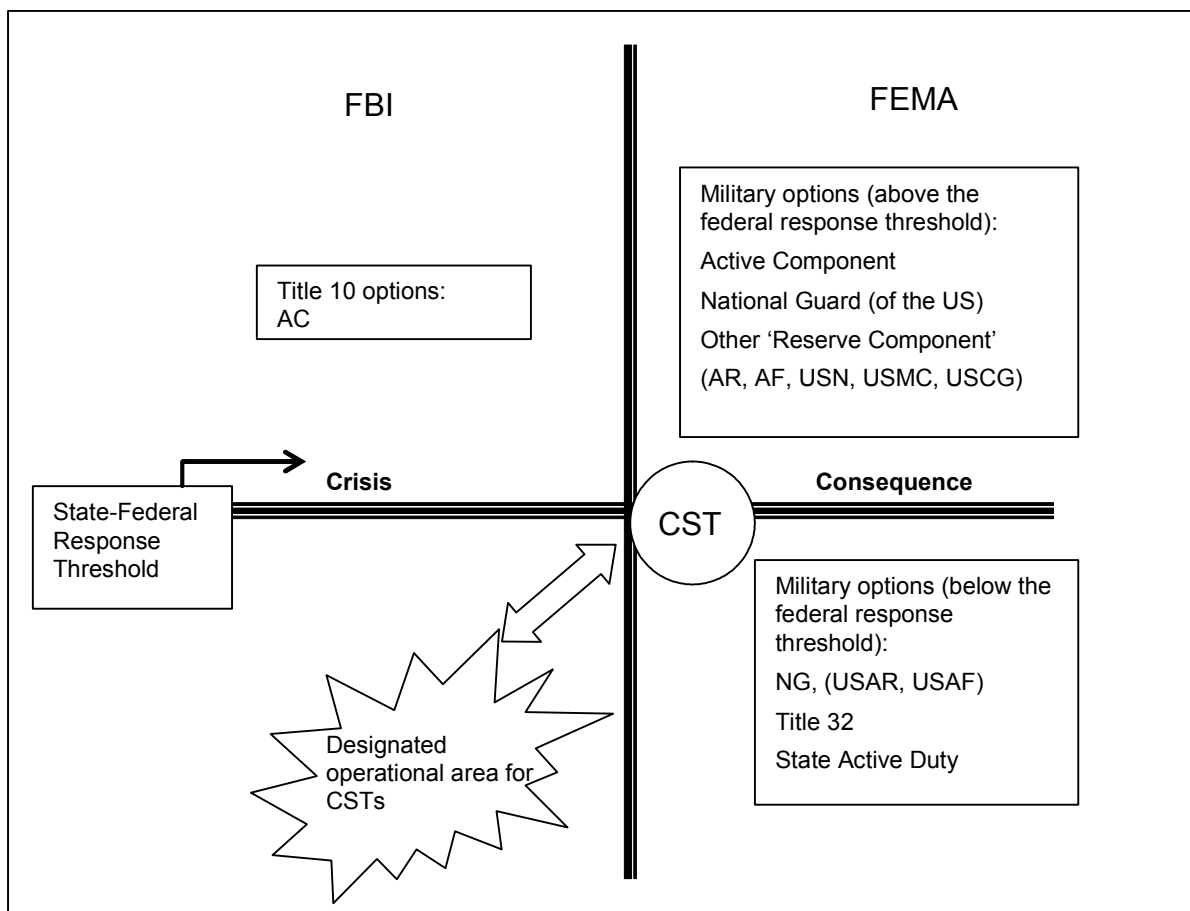 FBI
FEMA
Military options (above the
federal response threshold):
Active Component
National Guard (of the US)
Other ‘Reserve Component’
(AR, AF, USN, USMC, USCG)
Title 10 options:
AC
Crisis
Consequence
State-Federal
Response
Threshold
CST
Military options (below the
federal response
threshold):
NG, (USAR, USAF)
Title 32
State Active Duty
Designated
operational area for
CSTs